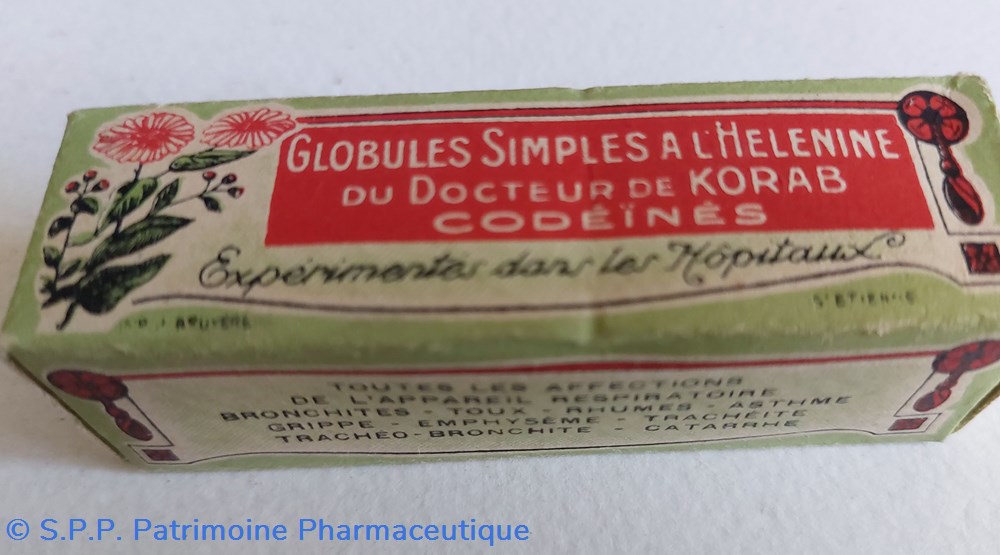 GLOBULES SIMPLES A L'HELENINE
DU DOCTEUR DE KORAB
CODÉÏNÉS
Expérimentés dans les Hôpitaux
BRUYERE
ST ETIENNE
TOUTES LES AFFECTIONS
DE L'APPAREIL RESPIRATOIRE
BRONCHITES - TOUX - RHUMES - ASTHME
GRIPPE - EMPHYSÈME - TRACHÉITE
TRACHÉO-BRONCHITE - CATARRHE
© S.P.P. Patrimoine Pharmaceutique